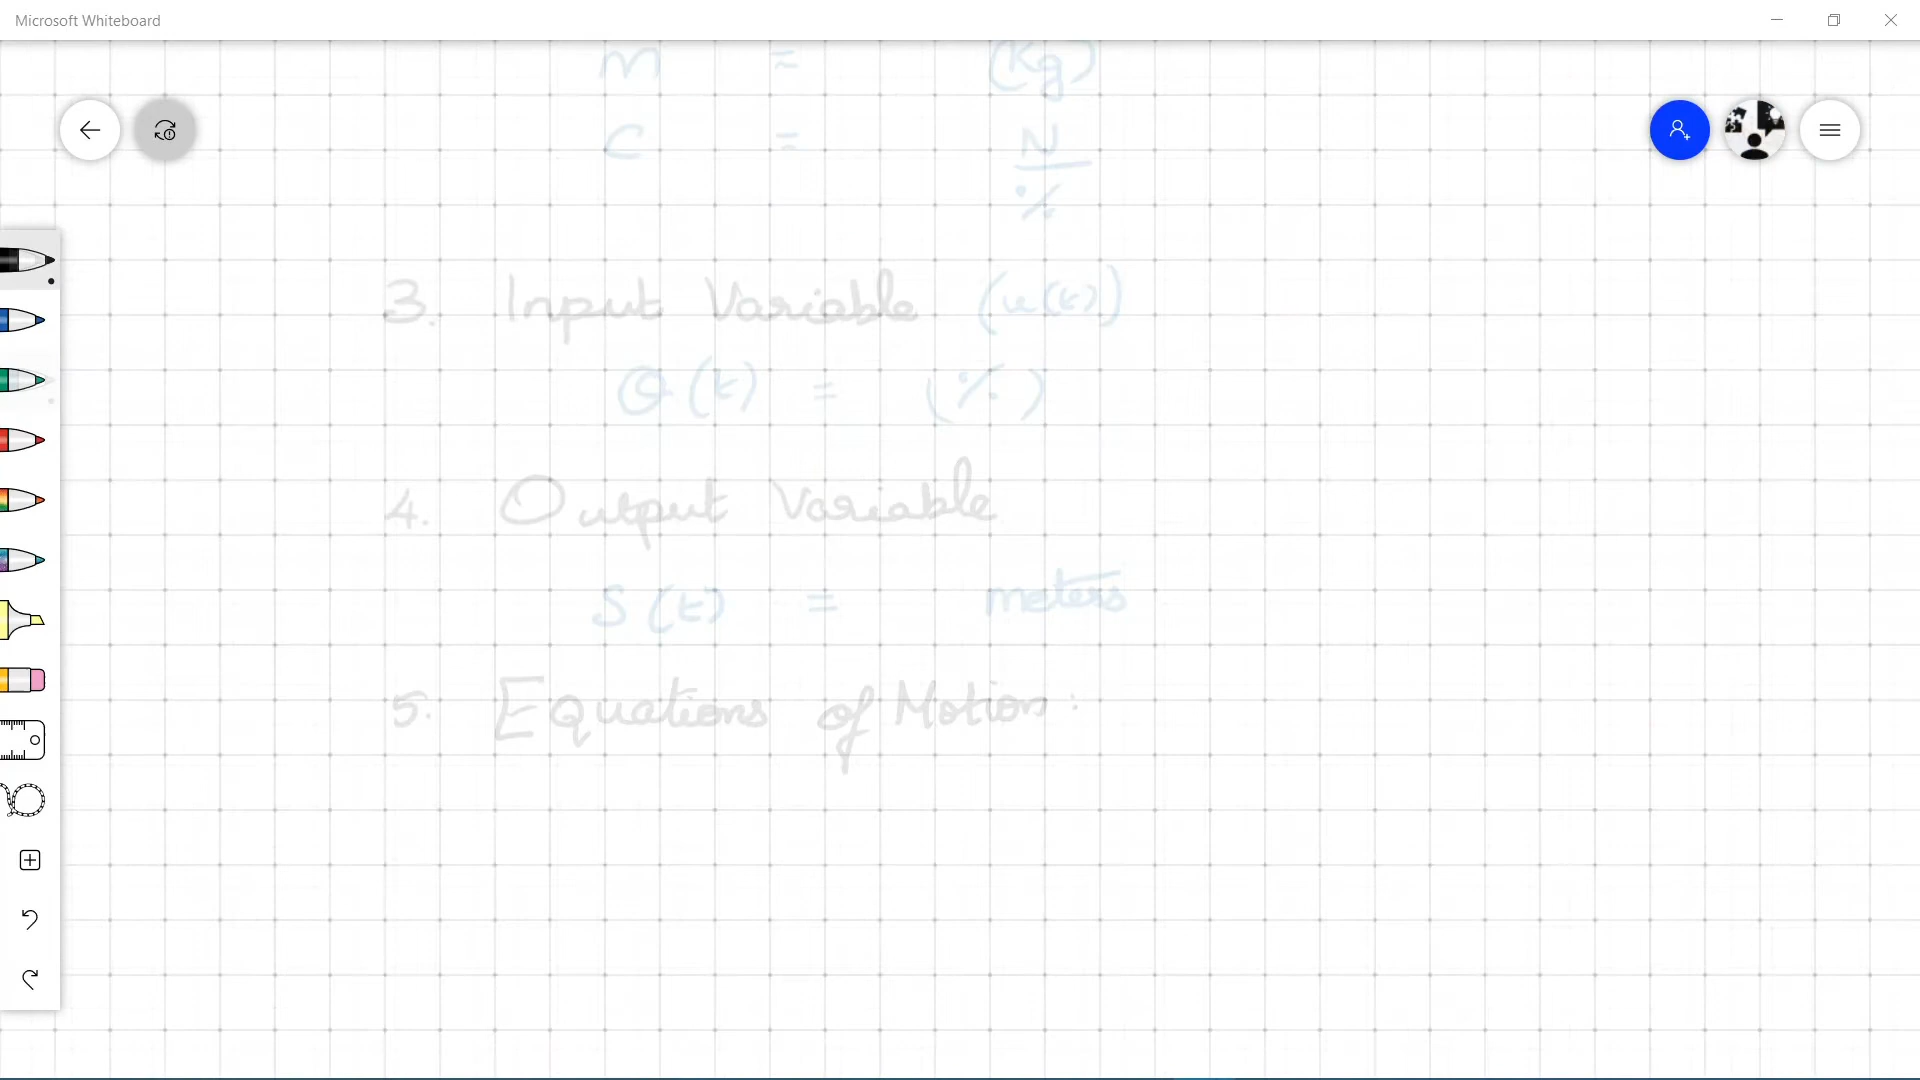 Microsoft Whiteboard
m = (Kg)
C = N
%
3. Input Variable (u(t))
Θ(t) = (%)
4. Output Variable
S(t) = meters
5. Equations of Motion: